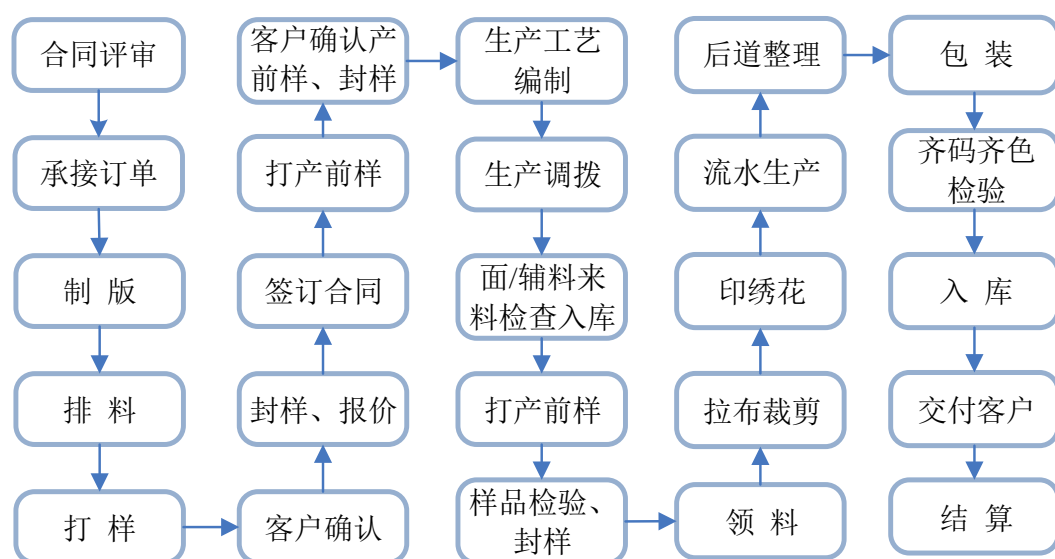 合同评审
承接订单
制 版
排 料
打 样
客户确认
封样、报价
签订合同
打产前样
客户确认产
前样、封样
生产工艺
编制
生产调拨
面/辅料来
料检查入库
打产前样
样品检验、
封样
领 料
拉布裁剪
印绣花
流水生产
后道整理
包 装
齐码齐色
检验
入 库
交付客户
结 算